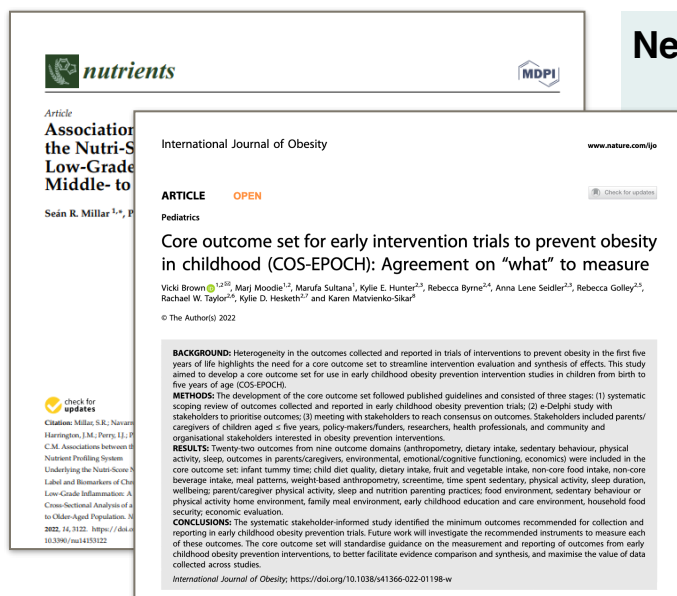 Ne
nutrients
MDPI
Article
Association
the Nutri-S
Low-Grade
Middle- to
Seán R. Millar 1,*, P
check for
updates
Citation: Millar, S.R.; Navarr
Harrington, J.M.; Perry, I.J.; P
C.M. Associations between th
Nutrient Profiling System
Underlying the Nutri-Score N
Label and Biomarkers of Chr
Low-Grade Inflammation: A
Cross-Sectional Analysis of a
to Older-Aged Population. N
2022, 14, 3122. https://doi.o
10.3390/nu14153122
International Journal of Obesity
www.nature.com/ijo
ARTICLE OPEN
Check for updates
Pediatrics
Core outcome set for early intervention trials to prevent obesity
in childhood (COS-EPOCH): Agreement on “what” to measure
Vicki Brown 1,2✉, Marj Moodie1,2, Marufa Sultana1, Kylie E. Hunter2,3, Rebecca Byrne2,4, Anna Lene Seidler2,3, Rebecca Golley2,5,
Rachael W. Taylor2,6, Kylie D. Hesketh2,7 and Karen Matvienko-Sikar8
© The Author(s) 2022
BACKGROUND: Heterogeneity in the outcomes collected and reported in trials of interventions to prevent obesity in the first five
years of life highlights the need for a core outcome set to streamline intervention evaluation and synthesis of effects. This study
aimed to develop a core outcome set for use in early childhood obesity prevention intervention studies in children from birth to
five years of age (COS-EPOCH).
METHODS: The development of the core outcome set followed published guidelines and consisted of three stages: (1) systematic
scoping review of outcomes collected and reported in early childhood obesity prevention trials; (2) e-Delphi study with
stakeholders to prioritise outcomes; (3) meeting with stakeholders to reach consensus on outcomes. Stakeholders included parents/
caregivers of children aged ≤ five years, policy-makers/funders, researchers, health professionals, and community and
organisational stakeholders interested in obesity prevention interventions.
RESULTS: Twenty-two outcomes from nine outcome domains (anthropometry, dietary intake, sedentary behaviour, physical
activity, sleep, outcomes in parents/caregivers, environmental, emotional/cognitive functioning, economics) were included in the
core outcome set: infant tummy time; child diet quality, dietary intake, fruit and vegetable intake, non-core food intake, non-core
beverage intake, meal patterns, weight-based anthropometry, screentime, time spent sedentary, physical activity, sleep duration,
wellbeing; parent/caregiver physical activity, sleep and nutrition parenting practices; food environment, sedentary behaviour or
physical activity home environment, family meal environment, early childhood education and care environment, household food
security; economic evaluation.
CONCLUSIONS: The systematic stakeholder-informed study identified the minimum outcomes recommended for collection and
reporting in early childhood obesity prevention trials. Future work will investigate the recommended instruments to measure each
of these outcomes. The core outcome set will standardise guidance on the measurement and reporting of outcomes from early
childhood obesity prevention interventions, to better facilitate evidence comparison and synthesis, and maximise the value of data
collected across studies.
International Journal of Obesity; https://doi.org/10.1038/s41366-022-01198-w